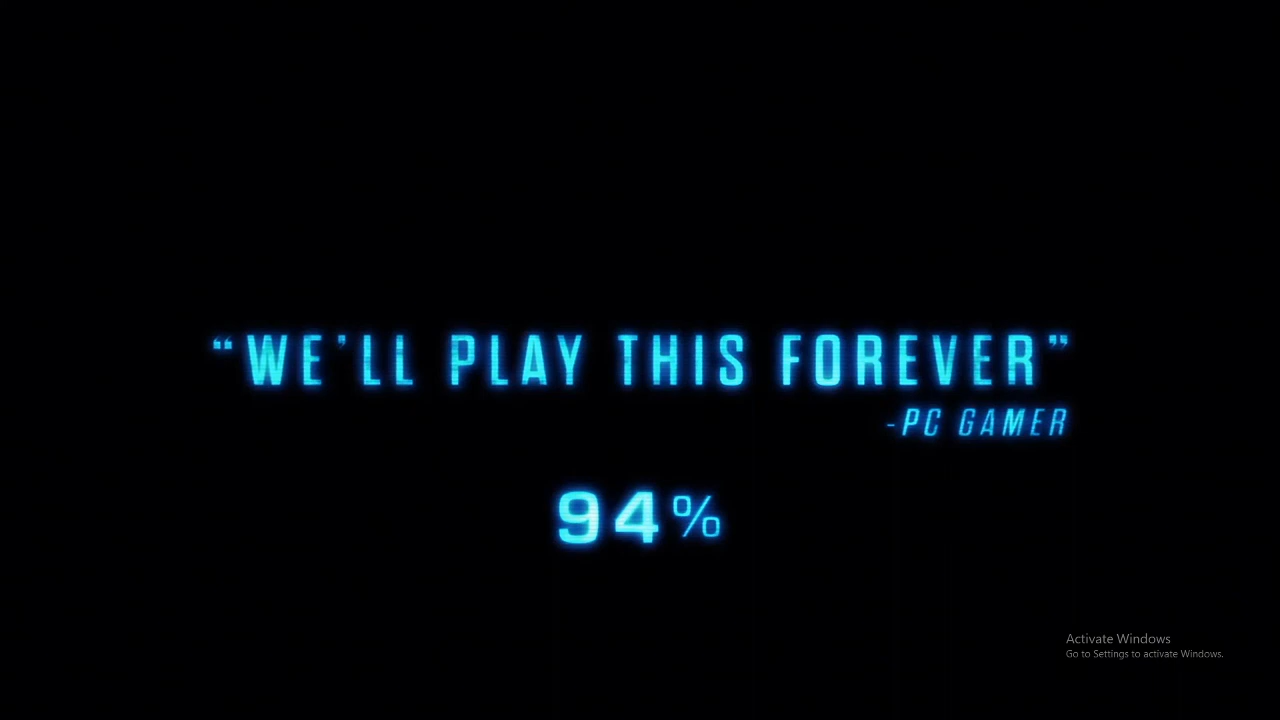 “WE’LL PLAY THIS FOREVER”
-PC GAMER
94%
Activate Windows
Go to Settings to activate Windows.